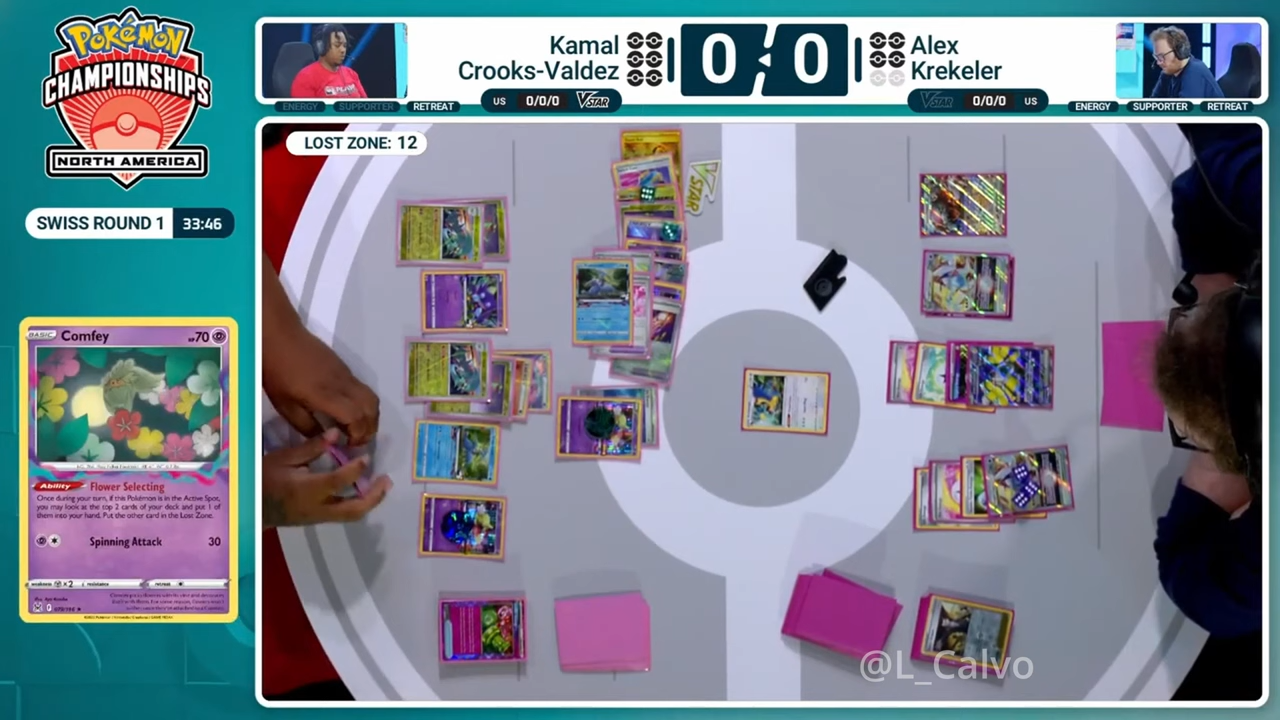 POKéMON
CHAMPIONSHIPS
NORTH AMERICA
SWISS ROUND 1
33:46
Kamal
Crooks-Valdez
0
0
Alex
Krekeler
ENERGY
SUPPORTER
RETREAT
US
0/0/0
VSTAR
VSTAR
0/0/0
US
ENERGY
SUPPORTER
RETREAT
LOST ZONE: 12
VSTAR
BASIC
Comfey
HP70
Ability
Flower Selecting
Once during your turn, if this Pokémon is in the Active Spot,
you may look at the top 2 cards of your deck and put 1 of
them into your hand. Put the other card in the Lost Zone.
Spinning Attack
30
weakness
x2
resistance
retreat
@L_Calvo